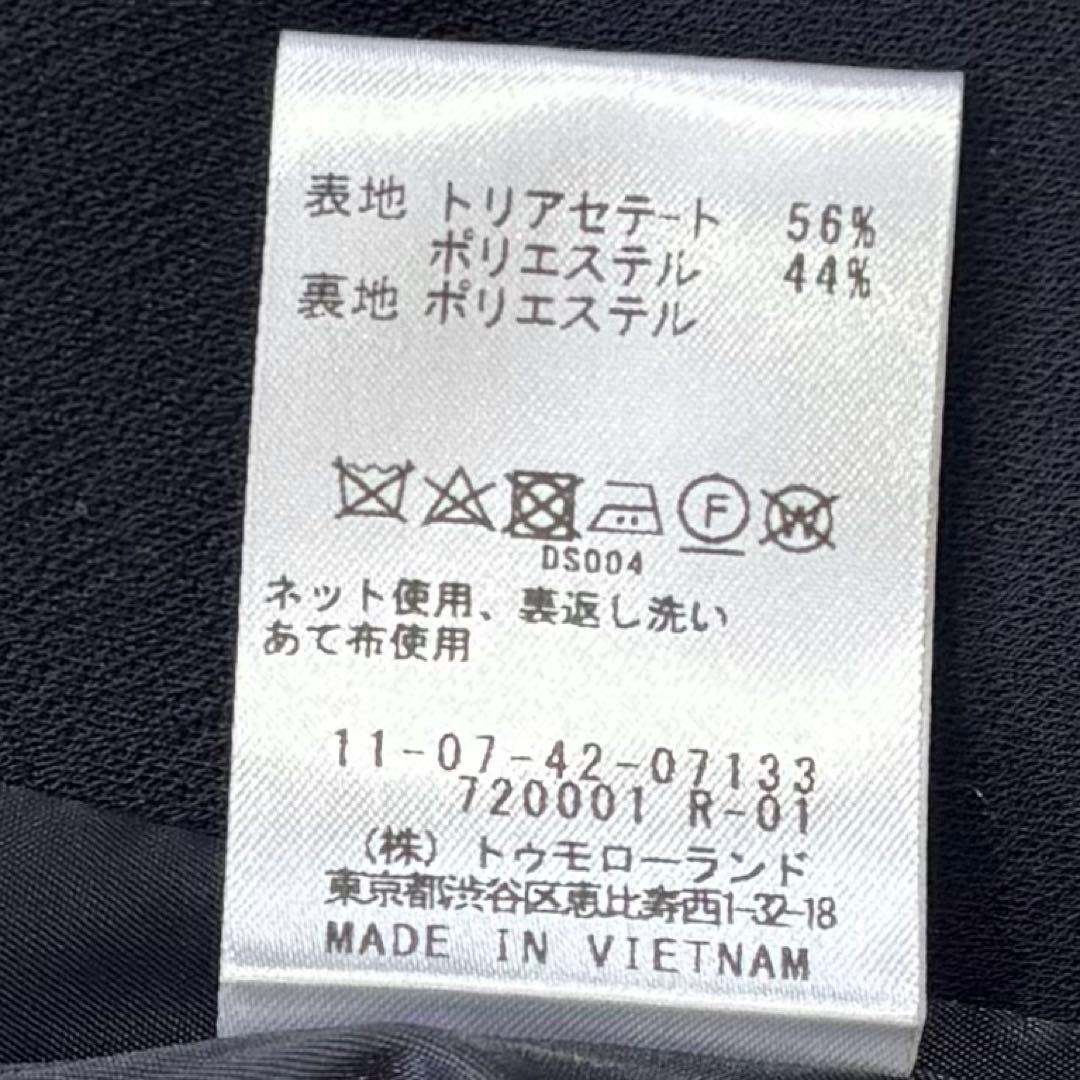 表地 トリアセテート 56%
ポリエステル 44%
裏地 ポリエステル
F W
DS004
ネット使用、裏返し洗い
あて布使用
11-07-42-07133
720001 R-01
(株) トゥモローランド
東京都渋谷区恵比寿西1-32-18
MADE IN VIETNAM